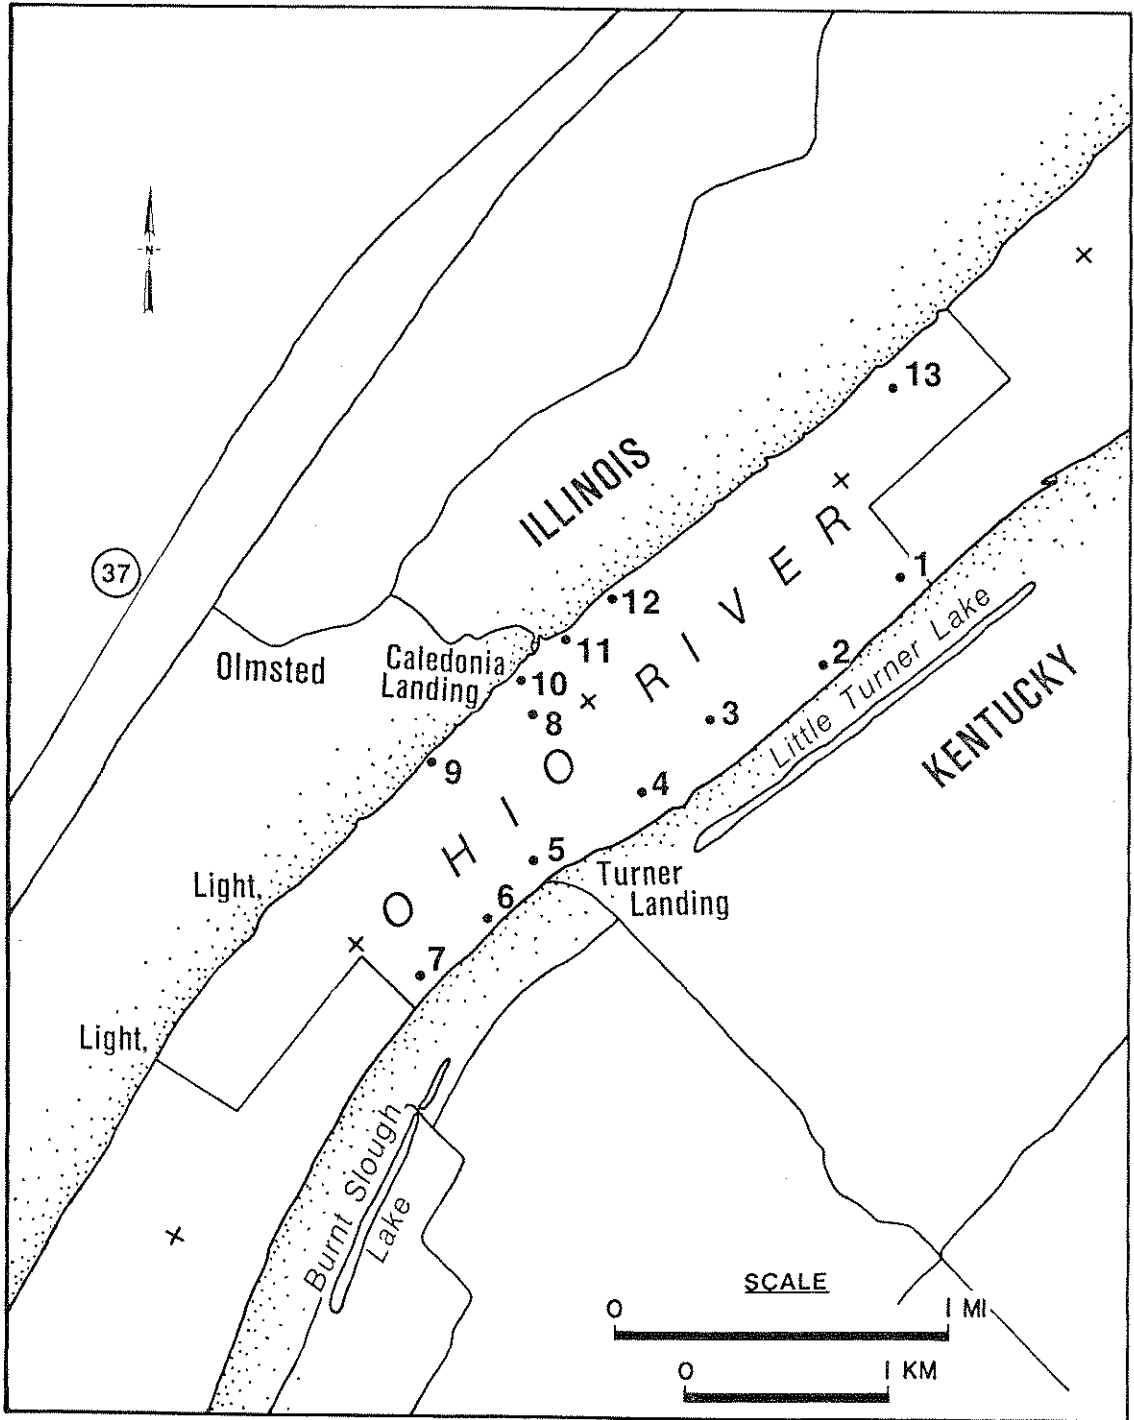 N
13
ILLINOIS
37
1
12
OHIO RIVER
2
Little Turner Lake
11
Caledonia
Landing
Olmsted
10
KENTUCKY
8
3
9
4
5
Turner
Landing
Light,
6
7
Light,
Burnt Slough
Lake
SCALE
0 1 MI
0 1 KM